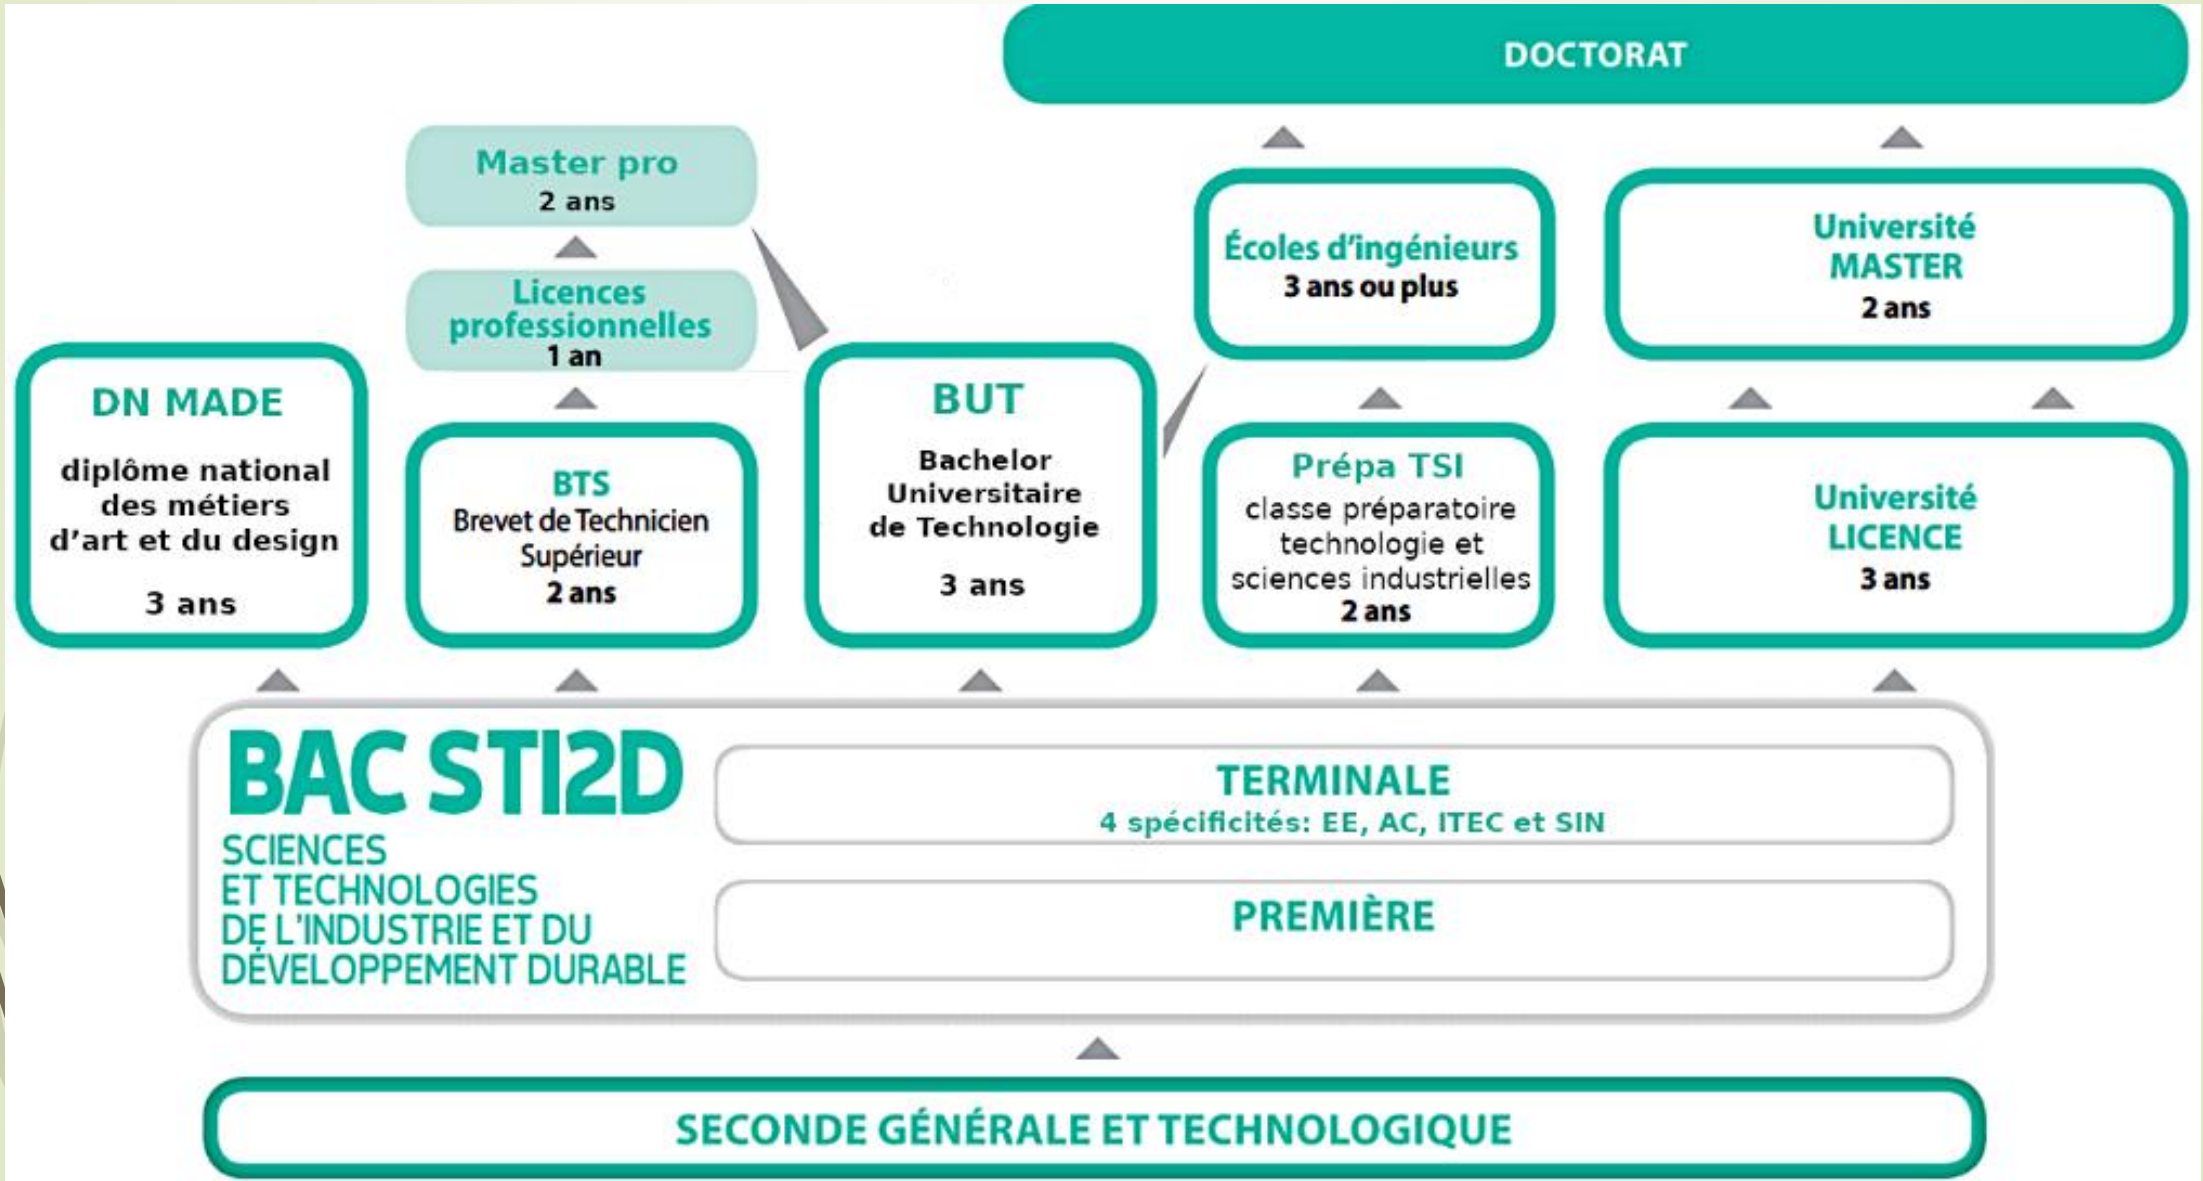 DOCTORAT
Master pro
2 ans
Licences
professionnelles
1 an
Écoles d'ingénieurs
3 ans ou plus
Université
MASTER
2 ans
DN MADE
diplôme national
des métiers
d'art et du design
3 ans
BTS
Brevet de Technicien
Supérieur
2 ans
BUT
Bachelor
Universitaire
de Technologie
3 ans
Prépa TSI
classe préparatoire
technologie et
sciences industrielles
2 ans
Université
LICENCE
3 ans
BAC STI2D
SCIENCES
ET TECHNOLOGIES
DE L'INDUSTRIE ET DU
DÉVELOPPEMENT DURABLE
TERMINALE
4 spécificités: EE, AC, ITEC et SIN
PREMIÈRE
SECONDE GÉNÉRALE ET TECHNOLOGIQUE